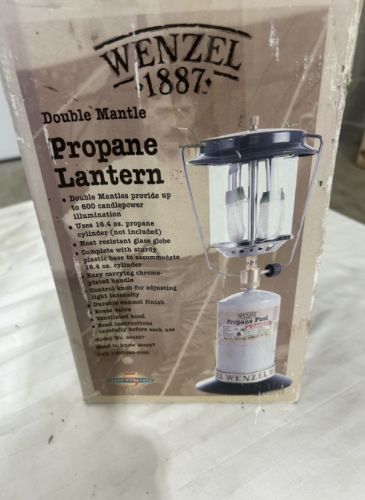 WENZEL
1887
Double Mantle
Propane
Lantern
• Double Mantles provide up
to 600 candlepower
illumination
• Uses 16.4 oz. propane
cylinder (not included)
• Heat resistant glass globe
• Complete with sturdy
plastic base to accommodate
16.4 oz. cylinder
• Easy carrying chrome-
plated handle
• Control knob for adjusting
light intensity
• Durable enamel finish
• Brass valve
• Ventilated hood
• Read instructions
carefully before each use
Model No.
WENZEL
Propane Fuel
WENZEL